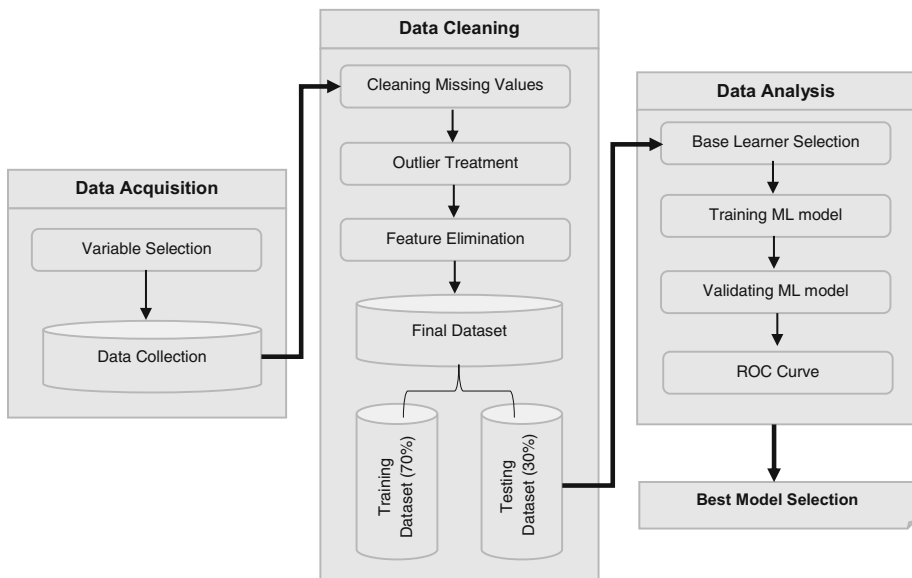 Data Acquisition
Variable Selection
Data Collection
Data Cleaning
Cleaning Missing Values
Outlier Treatment
Feature Elimination
Final Dataset
Training
Dataset (70%)
Testing
Dataset (30%)
Data Analysis
Base Learner Selection
Training ML model
Validating ML model
ROC Curve
Best Model Selection